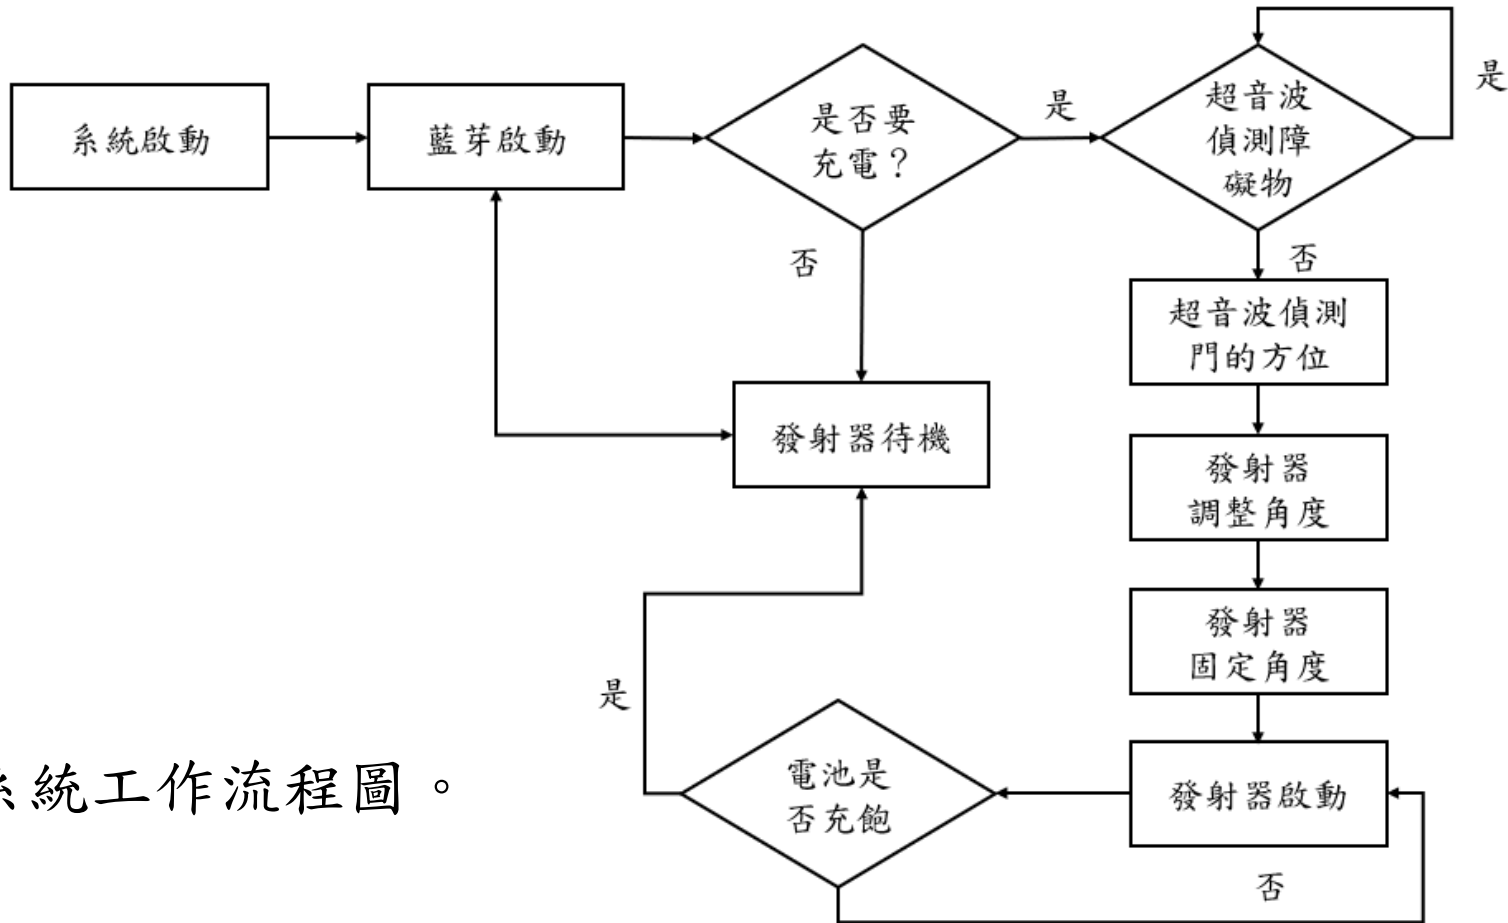 系統啟動
藍芽啟動
是否要
充電？
是
超音波
偵測障
礙物
是
否
否
超音波偵測
門的方位
發射器待機
發射器
調整角度
發射器
固定角度
是
電池是
否充飽
發射器啟動
否
系統工作流程圖。